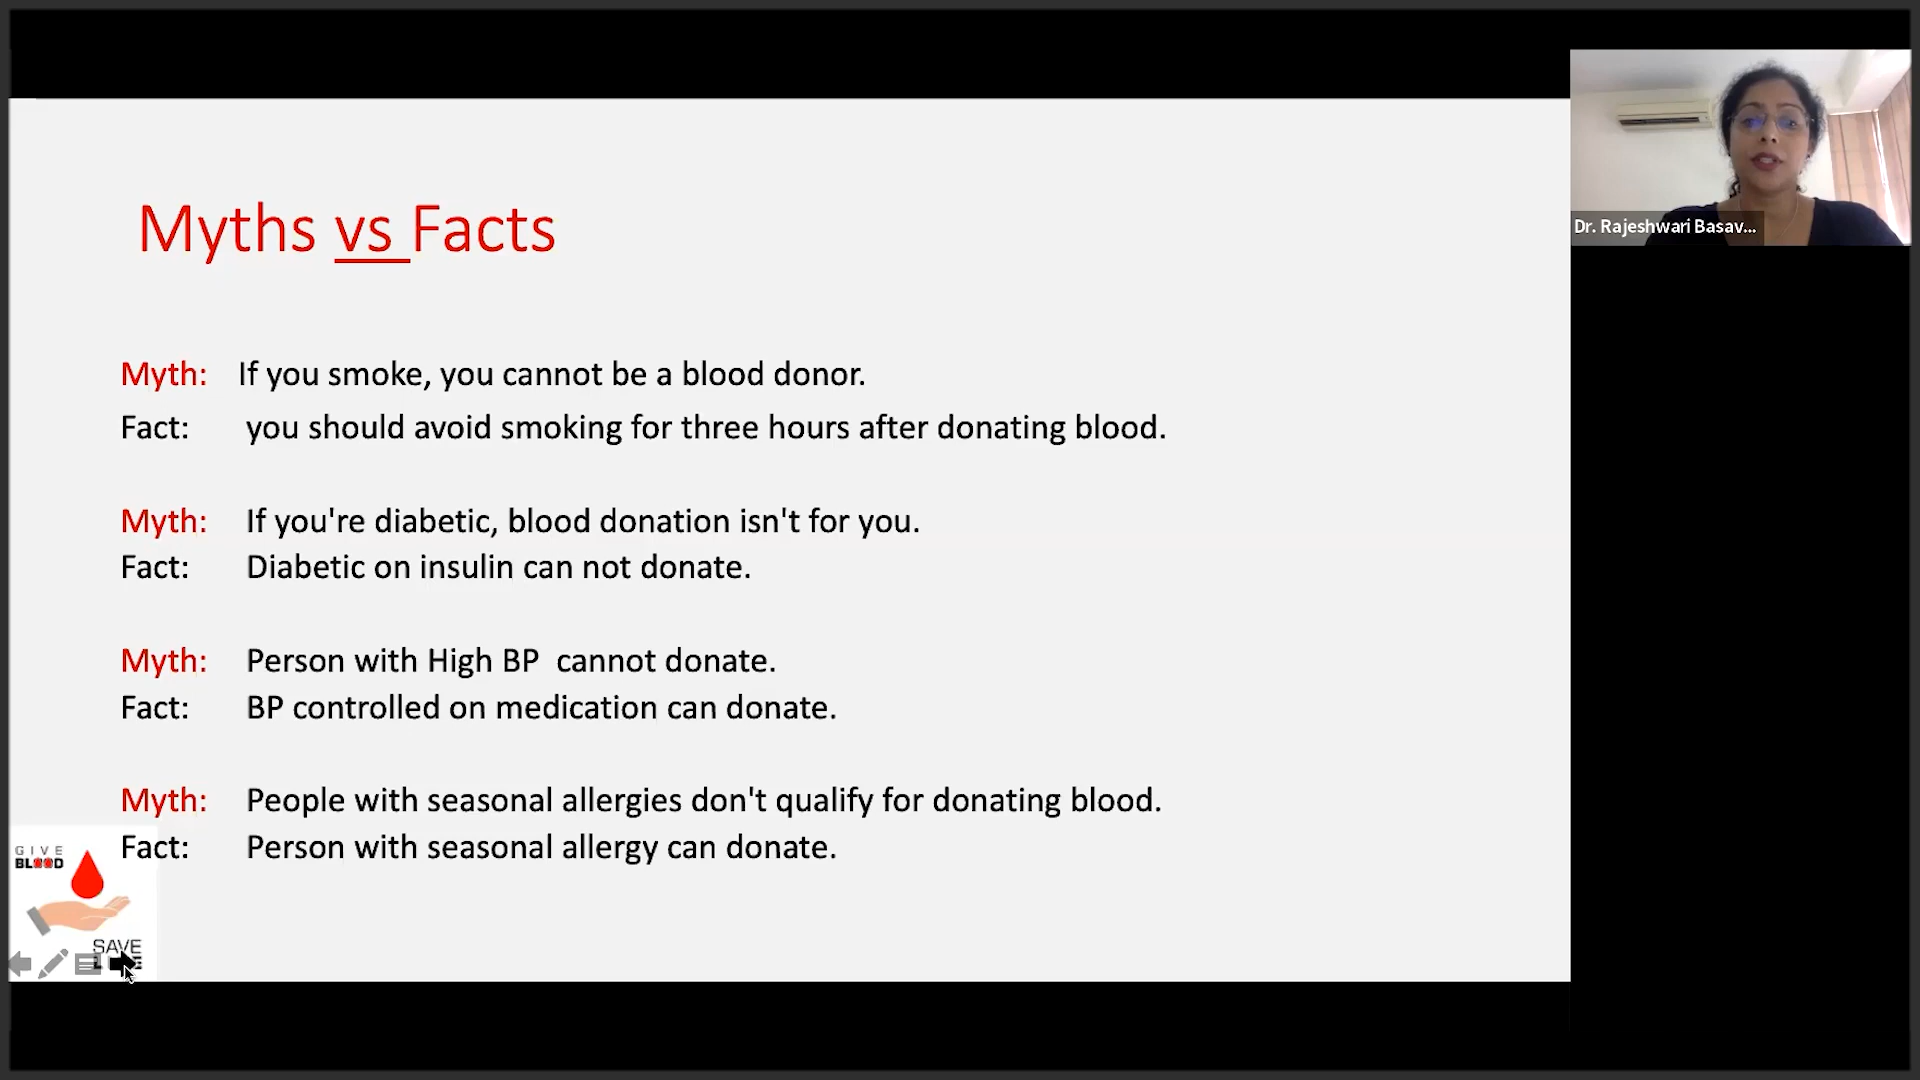 Myths vs Facts
Myth: If you smoke, you cannot be a blood donor.
Fact: you should avoid smoking for three hours after donating blood.
Myth: If you're diabetic, blood donation isn't for you.
Fact: Diabetic on insulin can not donate.
Myth: Person with High BP cannot donate.
Fact: BP controlled on medication can donate.
Myth: People with seasonal allergies don't qualify for donating blood.
Fact: Person with seasonal allergy can donate.
GIVE
BLOOD
SAVE
Dr. Rajeshwari Basav...